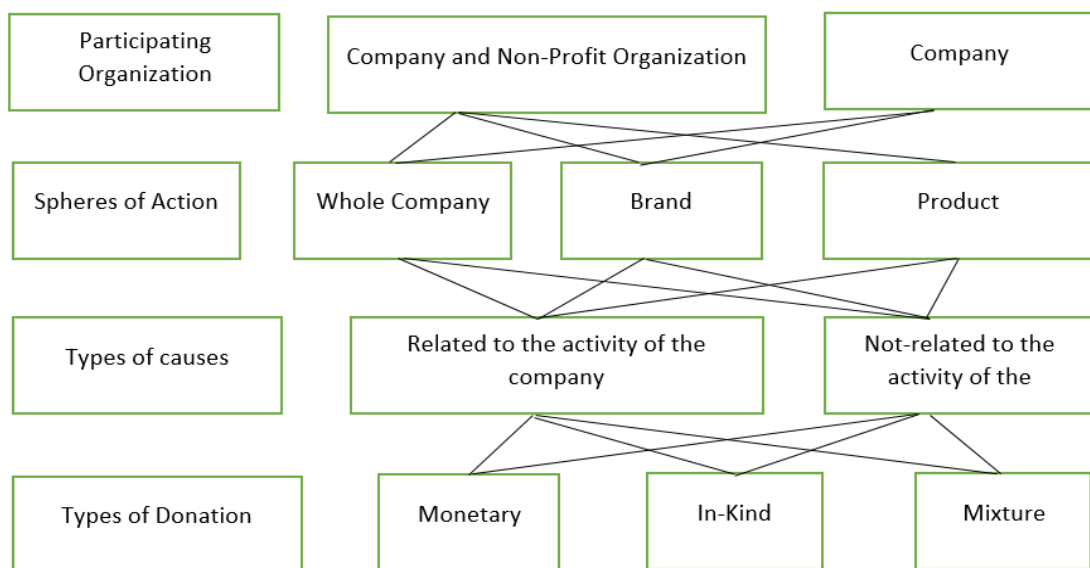 Participating
Organization
Company and Non-Profit Organization
Company
Spheres of Action
Whole Company
Brand
Product
Types of causes
Related to the activity of the
company
Not-related to the
activity of the
Types of Donation
Monetary
In-Kind
Mixture